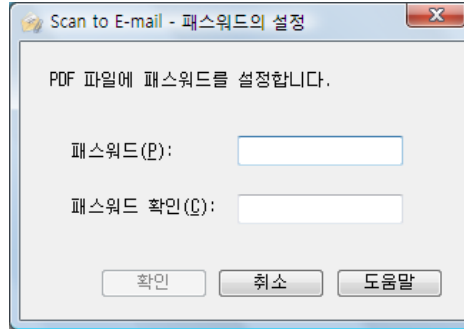 Scan to E-mail - 패스워드의 설정
PDF 파일에 패스워드를 설정합니다.
패스워드(P):
패스워드 확인(C):
확인 취소 도움말